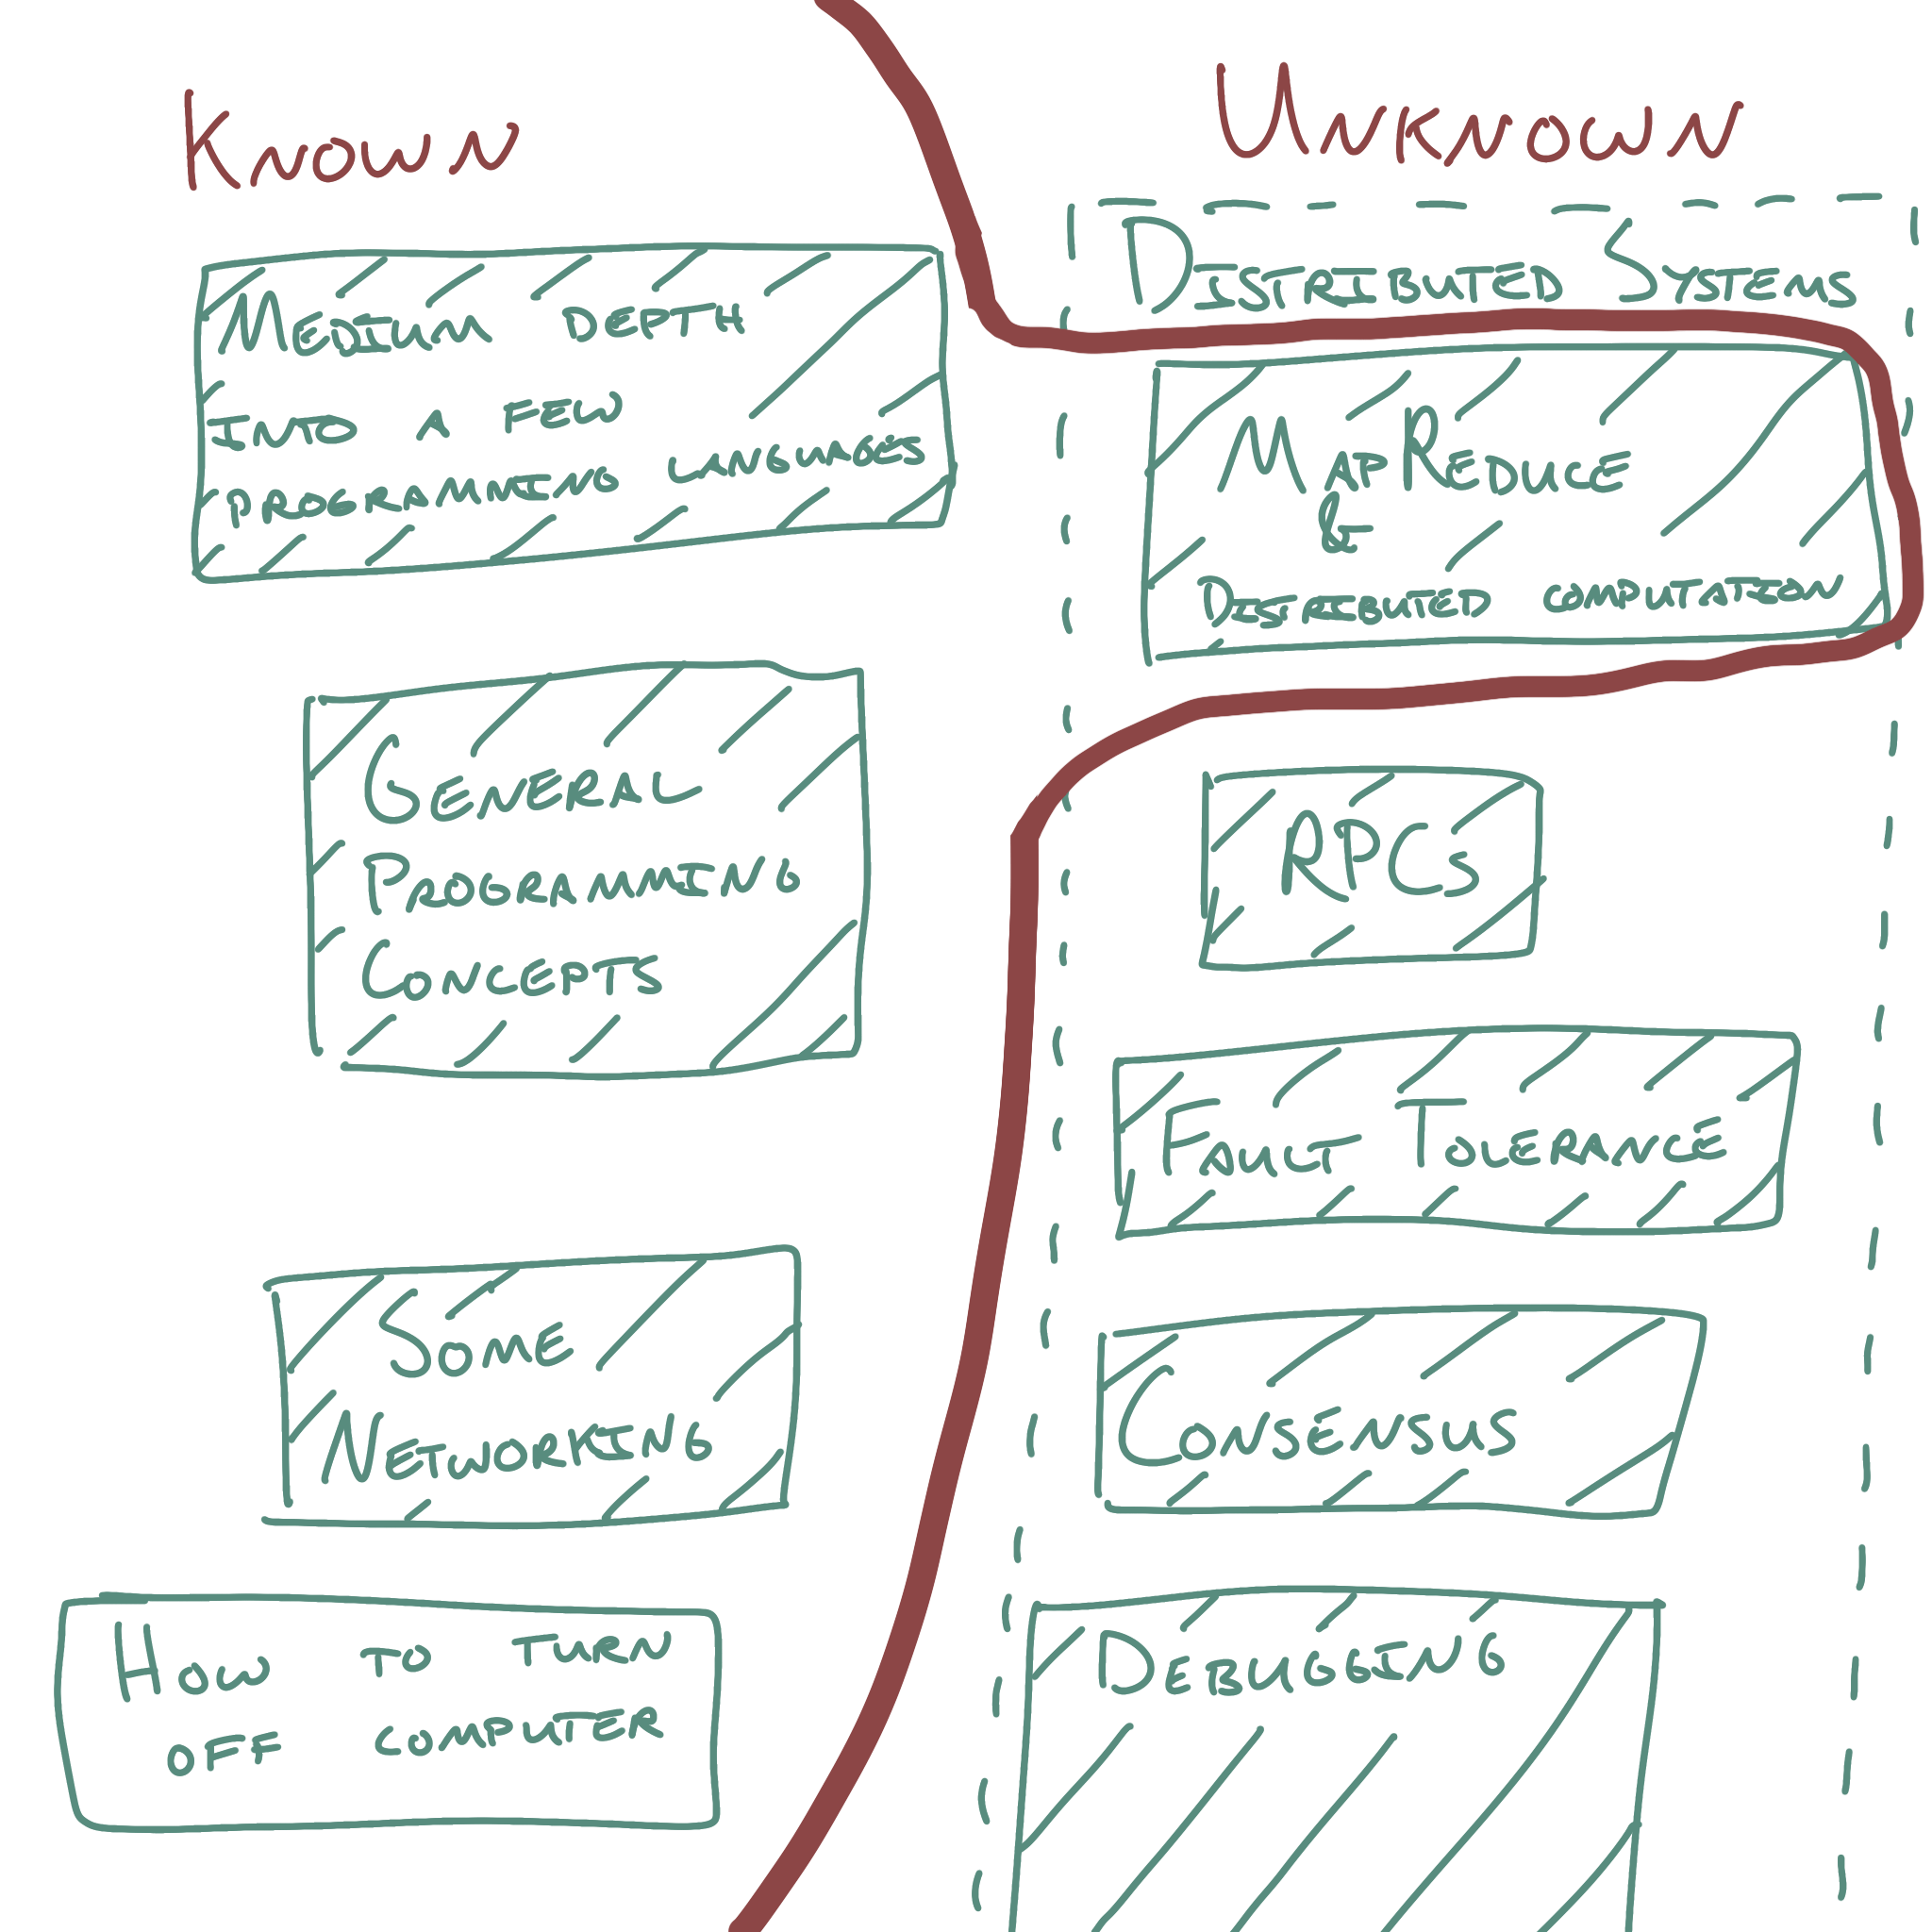 Known
Unknown
DISTRIBUTED SYSTEMS
MEDIUM DEPTH
INTO A FEW
PROGRAMMING LANGUAGES
MAPREDUCE
&
DISTRIBUTED COMPUTATION
GENERAL
PROGRAMMING
CONCEPTS
RPCs
FAULT TOLERANCE
SOME
NETWORKING
CONSENSUS
HOW TO TURN
OFF COMPUTER
DEBUGGING